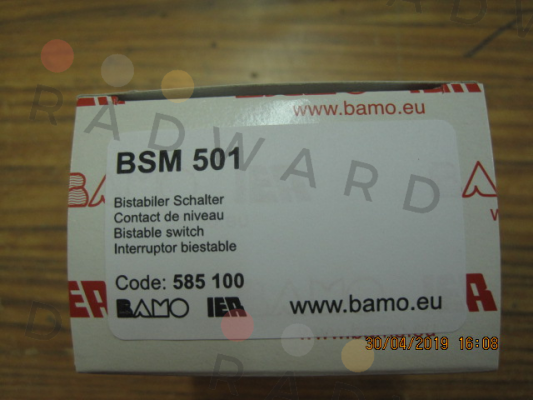 www.bamo.eu
RADWARD
BSM 501
Bistabiler Schalter
Contact de niveau
Bistable switch
Interruptor biestable
Code: 585 100
BAMO IER www.bamo.eu
30/04/2019 16:08